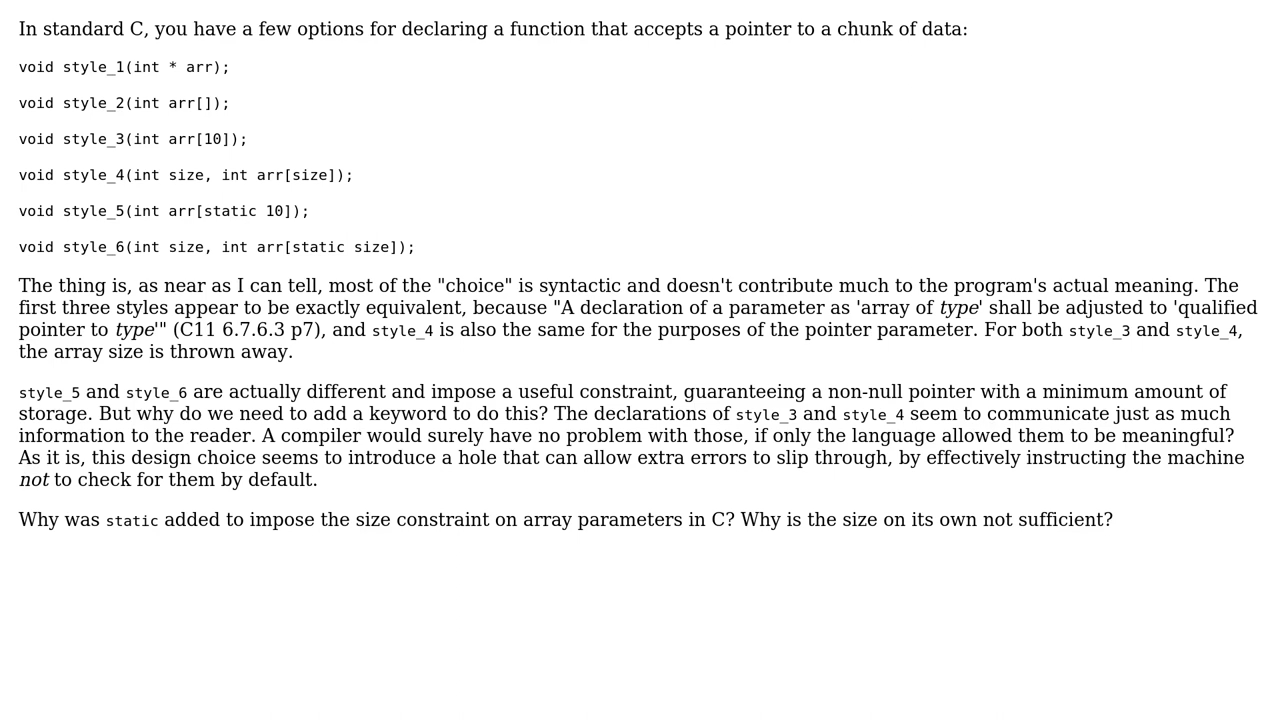 In standard C, you have a few options for declaring a function that accepts a pointer to a chunk of data:
void style_1(int * arr);
void style_2(int arr[]);
void style_3(int arr[10]);
void style_4(int size, int arr[size]);
void style_5(int arr[static 10]);
void style_6(int size, int arr[static size]);
The thing is, as near as I can tell, most of the "choice" is syntactic and doesn't contribute much to the program's actual meaning. The
first three styles appear to be exactly equivalent, because "A declaration of a parameter as 'array of type' shall be adjusted to 'qualified
pointer to type'" (C11 6.7.6.3 p7), and style_4 is also the same for the purposes of the pointer parameter. For both style_3 and style_4,
the array size is thrown away.
style_5 and style_6 are actually different and impose a useful constraint, guaranteeing a non-null pointer with a minimum amount of
storage. But why do we need to add a keyword to do this? The declarations of style_3 and style_4 seem to communicate just as much
information to the reader. A compiler would surely have no problem with those, if only the language allowed them to be meaningful?
As it is, this design choice seems to introduce a hole that can allow extra errors to slip through, by effectively instructing the machine
not to check for them by default.
Why was static added to impose the size constraint on array parameters in C? Why is the size on its own not sufficient?